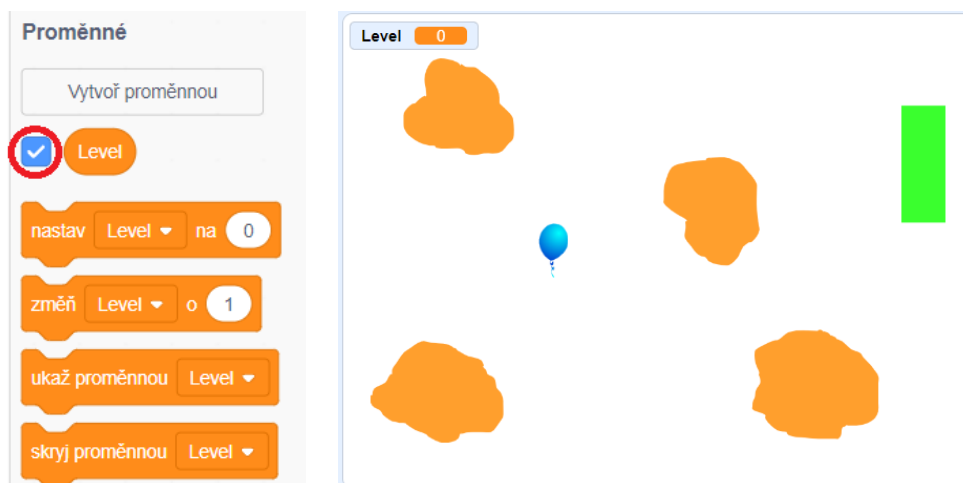 Proměnné
Vytvoř proměnnou
Level
nastav Level na 0
změň Level o 1
ukaž proměnnou Level
skryj proměnnou Level
Level 0